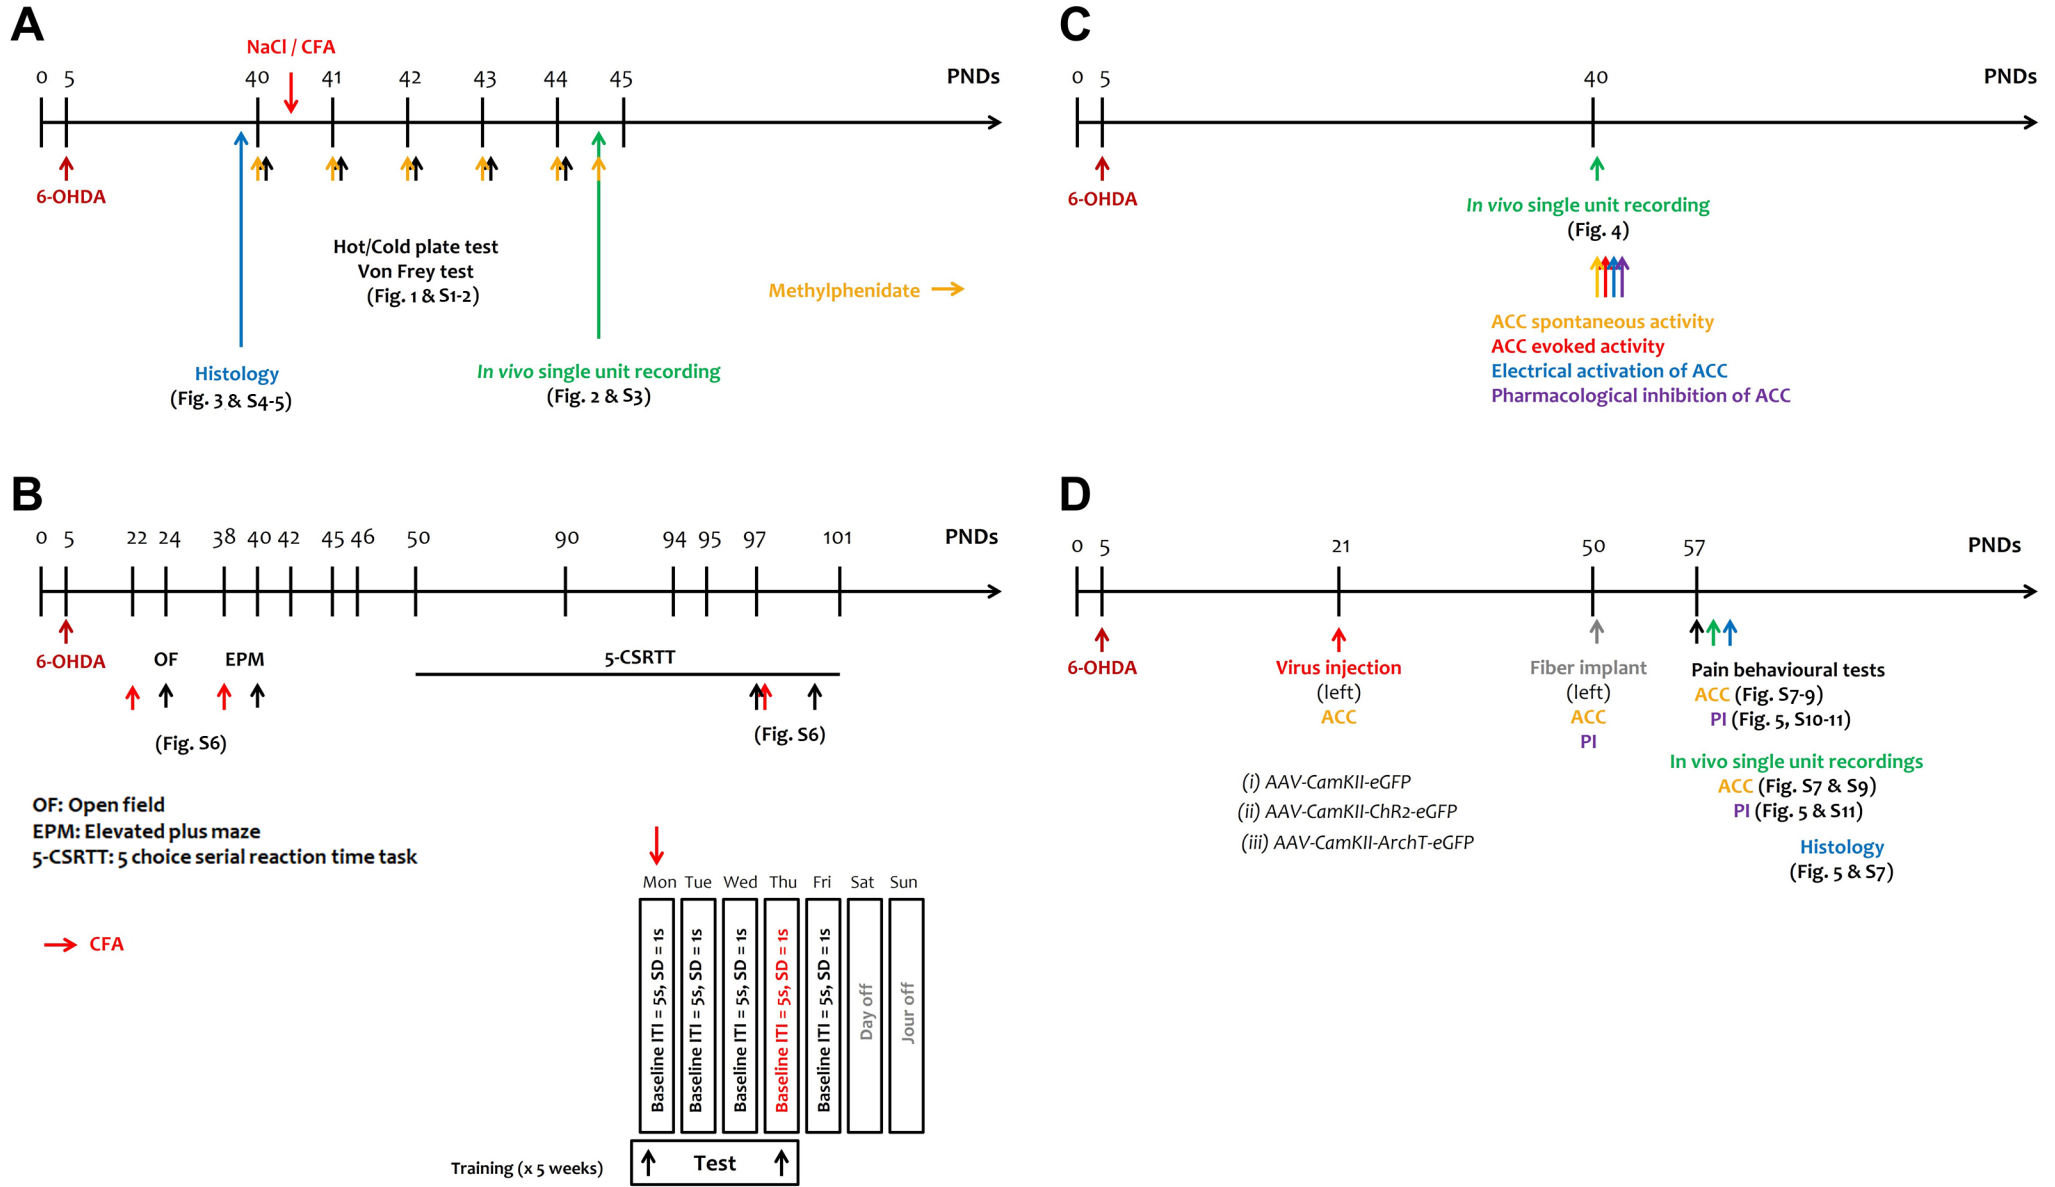 A
NaCl / CFA
0 5 40 41 42 43 44 45 PNDs
6-OHDA
Hot/Cold plate test
Von Frey test
(Fig. 1 & S1-2)
Methylphenidate
Histology
(Fig. 3 & S4-5)
In vivo single unit recording
(Fig. 2 & S3)
B
0 5 22 24 38 40 42 45 46 50 90 94 95 97 101 PNDs
6-OHDA
OF
EPM
5-CSRTT
(Fig. S6)
(Fig. S6)
OF: Open field
EPM: Elevated plus maze
5-CSRTT: 5 choice serial reaction time task
CFA
Mon Tue Wed Thu Fri Sat Sun
Baseline ITI = 5s, SD = 1s
Baseline ITI = 5s, SD = 1s
Baseline ITI = 5s, SD = 1s
Baseline ITI = 5s, SD = 1s
Baseline ITI = 5s, SD = 1s
Day off
Jour off
Training (x 5 weeks)
Test
C
0 5 40 PNDs
6-OHDA
In vivo single unit recording
(Fig. 4)
ACC spontaneous activity
ACC evoked activity
Electrical activation of ACC
Pharmacological inhibition of ACC
D
0 5 21 50 57 PNDs
6-OHDA
Virus injection
(left)
ACC
(i) AAV-CamKII-eGFP
(ii) AAV-CamKII-ChR2-eGFP
(iii) AAV-CamKII-ArchT-eGFP
Fiber implant
(left)
ACC
PI
Pain behavioural tests
ACC (Fig. S7-9)
PI (Fig. 5, S10-11)
In vivo single unit recordings
ACC (Fig. S7 & S9)
PI (Fig. 5 & S11)
Histology
(Fig. 5 & S7)